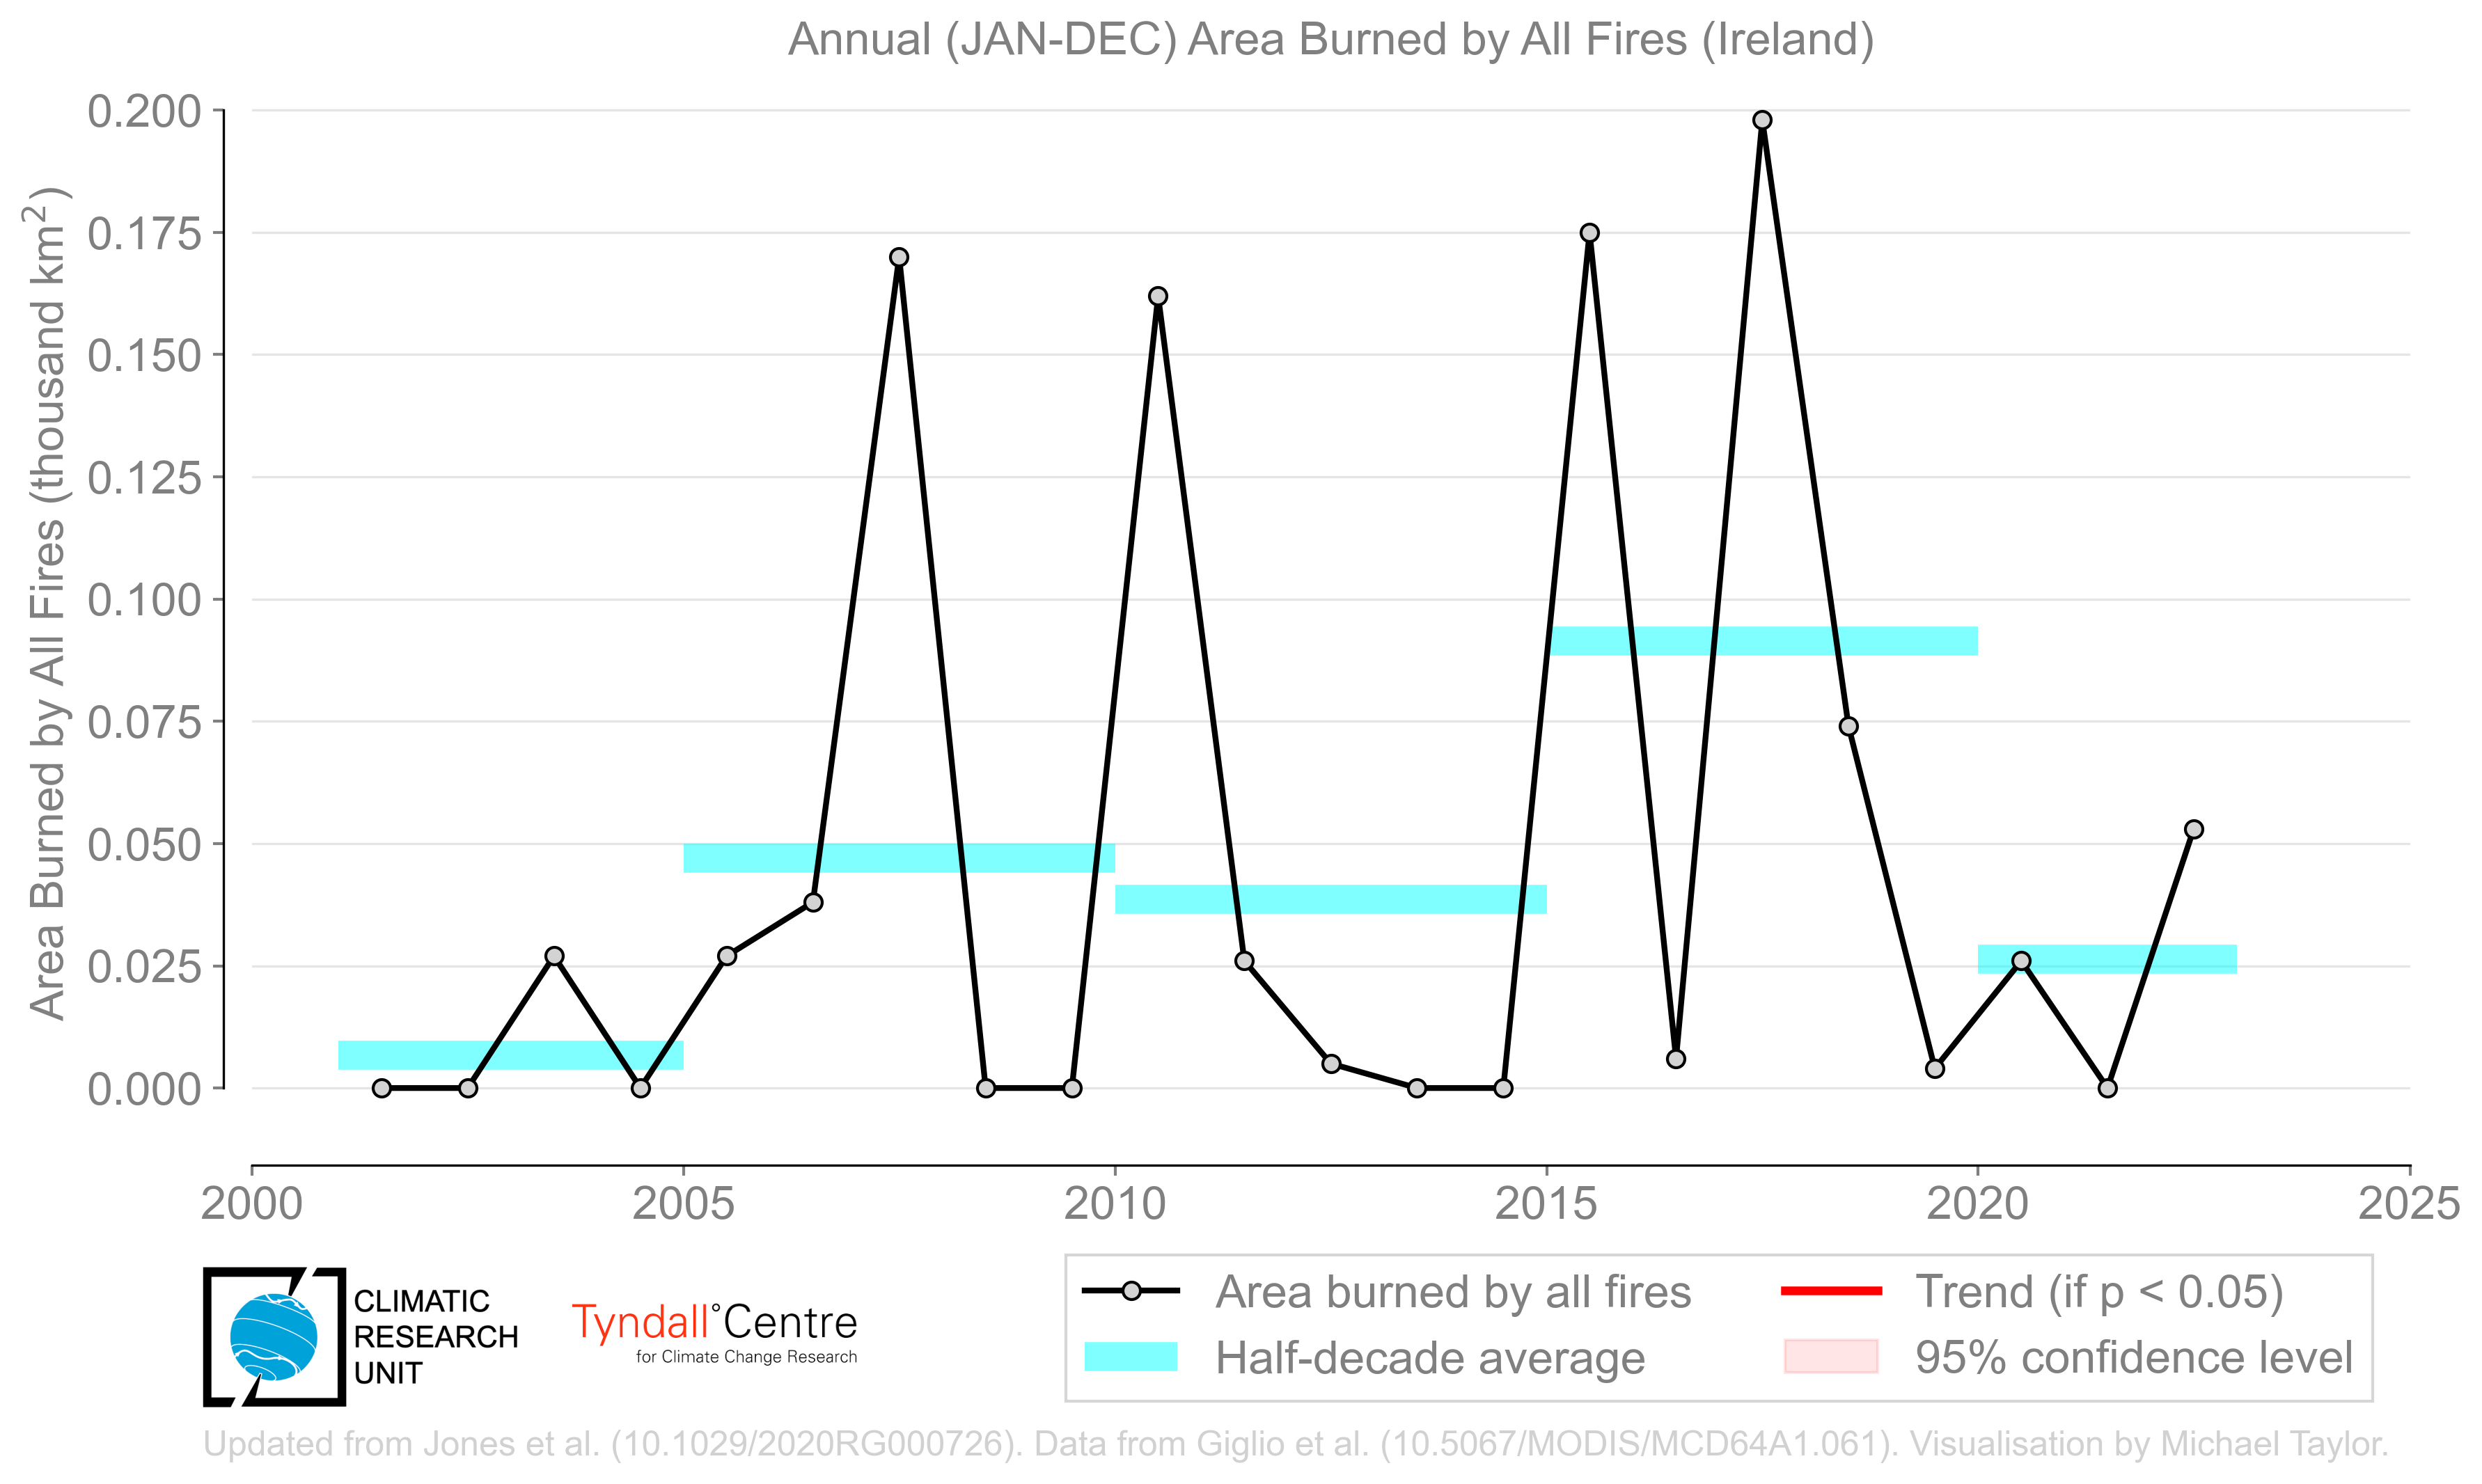 Annual (JAN-DEC) Area Burned by All Fires (Ireland)
Area Burned by All Fires (thousand km²)
0.200
0.175
0.150
0.125
0.100
0.075
0.050
0.025
0.000
2000 2005 2010 2015 2020 2025
CLIMATIC
RESEARCH
UNIT
Tyndall°Centre
for Climate Change Research
Area burned by all fires
Half-decade average
Trend (if p < 0.05)
95% confidence level
Updated from Jones et al. (10.1029/2020RG000726). Data from Giglio et al. (10.5067/MODIS/MCD64A1.061). Visualisation by Michael Taylor.